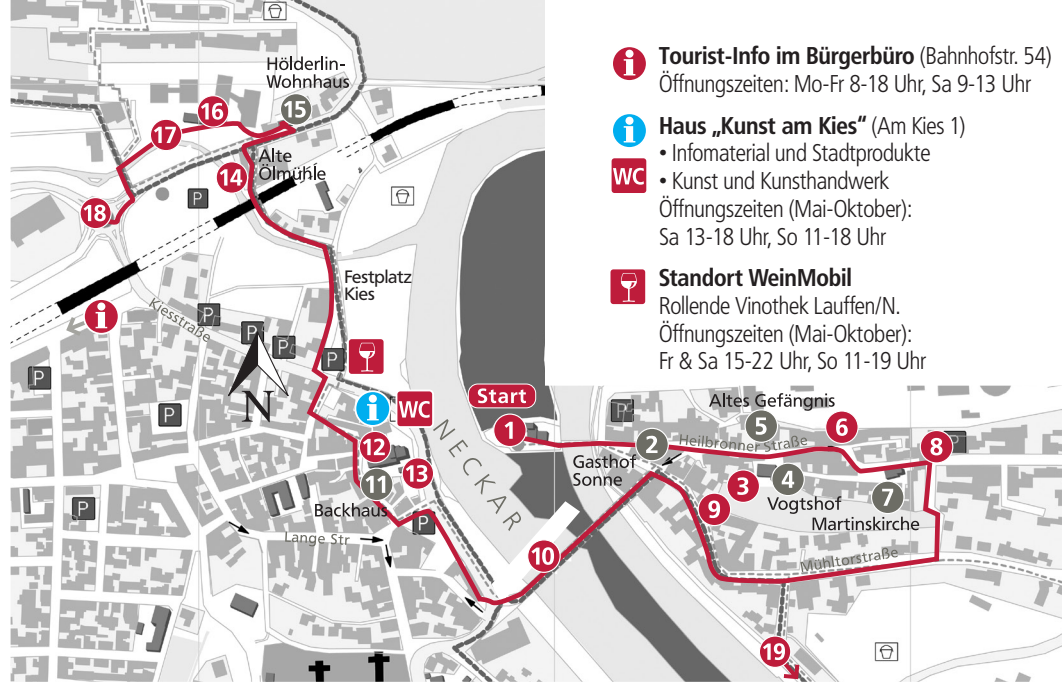 Tourist-Info im Bürgerbüro (Bahnhofstr. 54)
Öffnungszeiten: Mo-Fr 8-18 Uhr, Sa 9-13 Uhr
Haus „Kunst am Kies“ (Am Kies 1)
WC
• Infomaterial und Stadtprodukte
• Kunst und Kunsthandwerk
Öffnungszeiten (Mai-Oktober):
Sa 13-18 Uhr, So 11-18 Uhr
Standort WeinMobil
Rollende Vinothek Lauffen/N.
Öffnungszeiten (Mai-Oktober):
Fr & Sa 15-22 Uhr, So 11-19 Uhr
Hölderlin-
Wohnhaus
15
16
17
Alte
Ölmühle
14
P
18
Festplatz
Kies
i
Kiesstraße
P
P
P
P
P
P
N
i
WC
12
13
11
Backhaus
P
P
Lange Str
NECKAR
Start
1
10
P
2
Gasthof
Sonne
Altes Gefängnis
5
6
Heilbronner Straße
8
P
3
4
Vogtshof
7
Martinskirche
9
Mühltorstraße
19